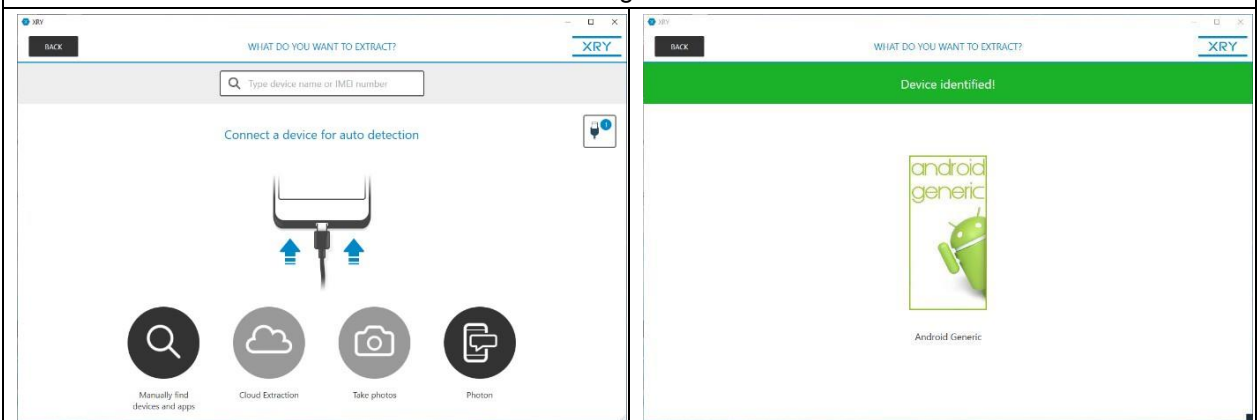 XRY
BACK
WHAT DO YOU WANT TO EXTRACT?
XRY
Type device name or IMEI number
Connect a device for auto detection
Manually find
devices and apps
Cloud Extraction
Take photos
Photon
XRY
BACK
WHAT DO YOU WANT TO EXTRACT?
XRY
Device identified!
android
generic
Android Generic